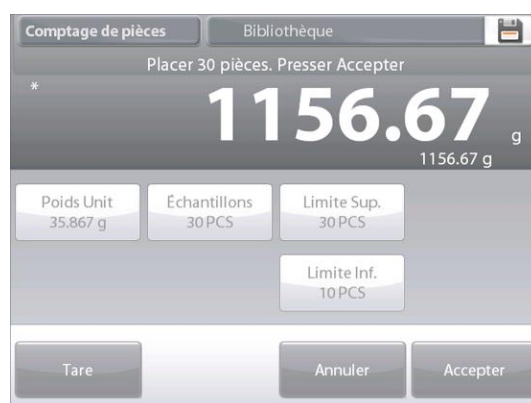 Comptage de pièces
Bibliothèque
Placer 30 pièces. Presser Accepter
*
1156.67 g
1156.67 g
Poids Unit
35.867 g
Échantillons
30 PCS
Limite Sup.
30 PCS
Limite Inf.
10 PCS
Tare
Annuler
Accepter